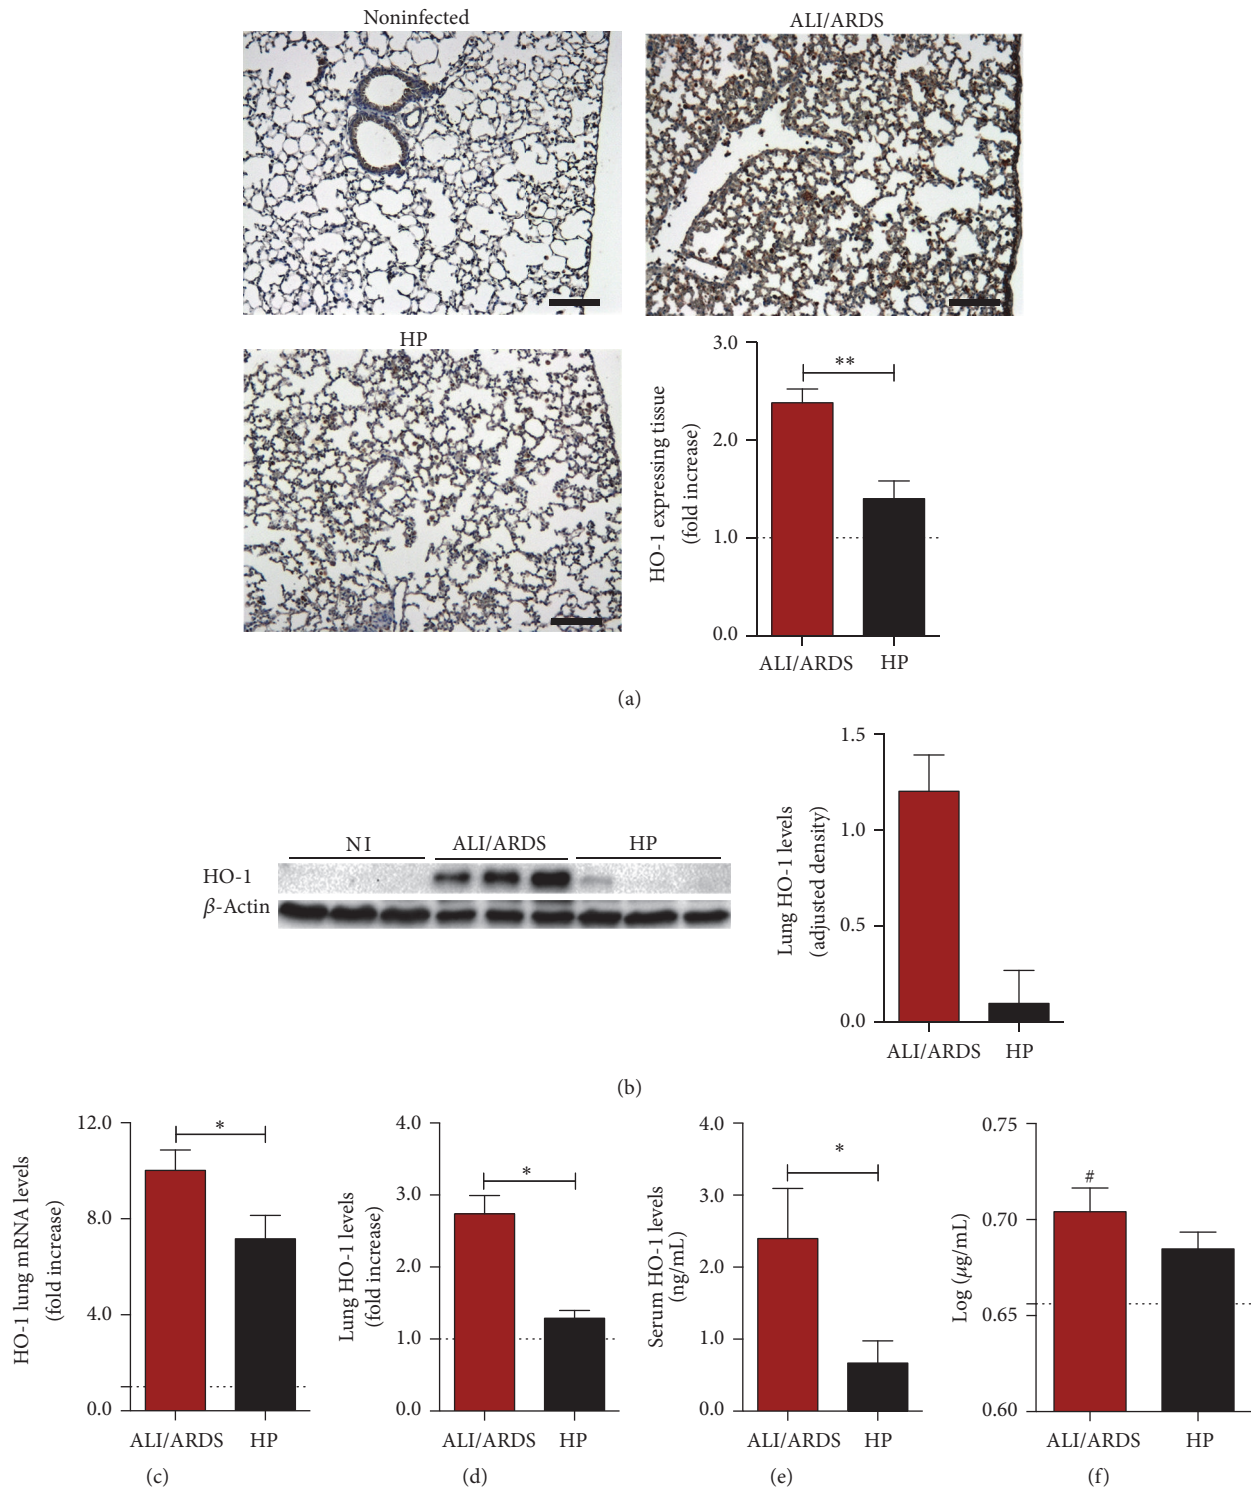 Noninfected
ALI/ARDS
HP
3.0
2.0
1.0
0.0
HO-1 expressing tissue
(fold increase)
**
ALI/ARDS
HP
(a)
NI
ALI/ARDS
HP
HO-1
β-Actin
1.5
1.0
0.5
0.0
Lung HO-1 levels
(adjusted density)
ALI/ARDS
HP
(b)
12.0
8.0
4.0
0.0
HO-1 lung mRNA levels
(fold increase)
*
ALI/ARDS
HP
(c)
4.0
3.0
2.0
1.0
0.0
Lung HO-1 levels
(fold increase)
*
ALI/ARDS
HP
(d)
4.0
3.0
2.0
1.0
0.0
Serum HO-1 levels
(ng/mL)
*
ALI/ARDS
HP
(e)
0.75
0.70
0.65
0.60
Log (μg/mL)
#
ALI/ARDS
HP
(f)